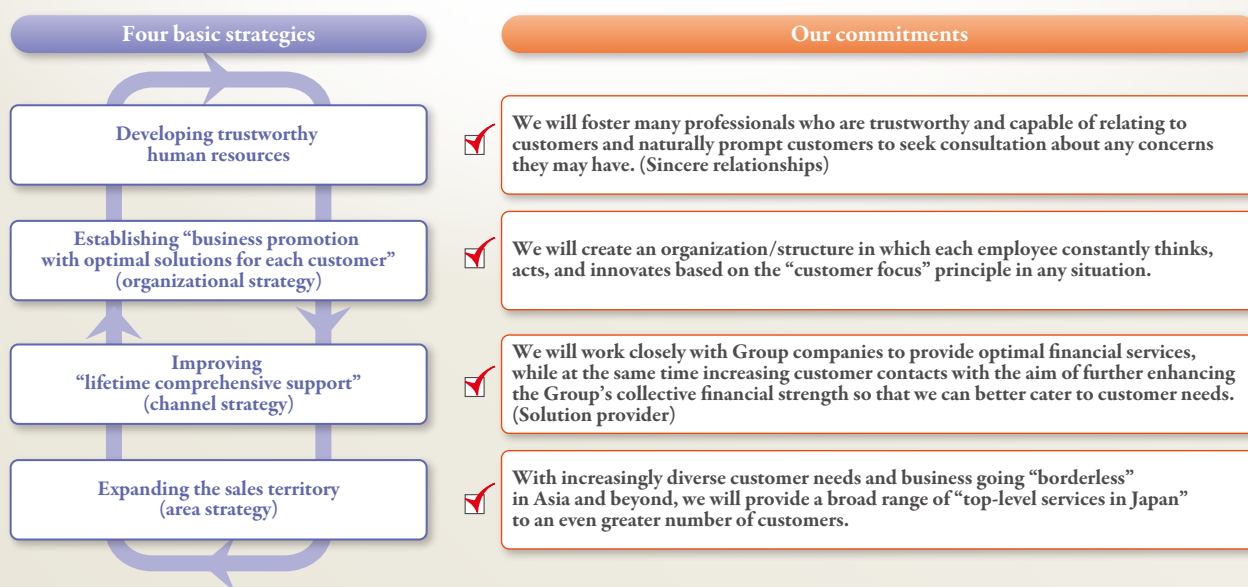 Four basic strategies
Our commitments
Developing trustworthy
human resources
We will foster many professionals who are trustworthy and capable of relating to
customers and naturally prompt customers to seek consultation about any concerns
they may have. (Sincere relationships)
Establishing “business promotion
with optimal solutions for each customer”
(organizational strategy)
We will create an organization/structure in which each employee constantly thinks,
acts, and innovates based on the “customer focus” principle in any situation.
Improving
“lifetime comprehensive support”
(channel strategy)
We will work closely with Group companies to provide optimal financial services,
while at the same time increasing customer contacts with the aim of further enhancing
the Group’s collective financial strength so that we can better cater to customer needs.
(Solution provider)
Expanding the sales territory
(area strategy)
With increasingly diverse customer needs and business going “borderless”
in Asia and beyond, we will provide a broad range of “top-level services in Japan”
to an even greater number of customers.